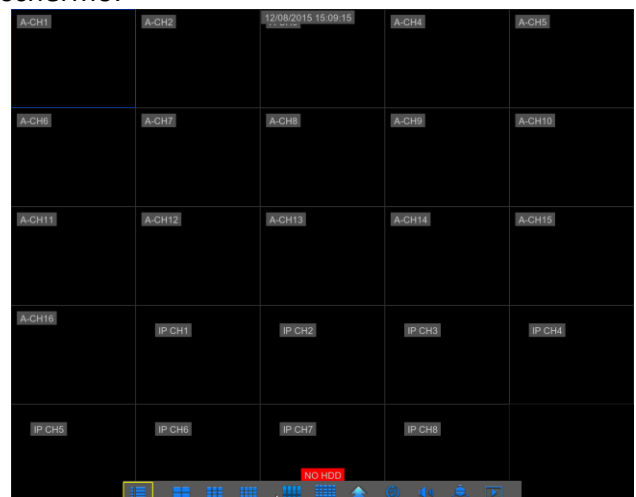 schermo.
A-CH1 A-CH2 12/08/2015 15:09:15 A-CH4 A-CH5
A-CH6 A-CH7 A-CH8 A-CH9 A-CH10
A-CH11 A-CH12 A-CH13 A-CH14 A-CH15
A-CH16 IP CH1 IP CH2 IP CH3 IP CH4
IP CH5 IP CH6 IP CH7 IP CH8
NO HDD